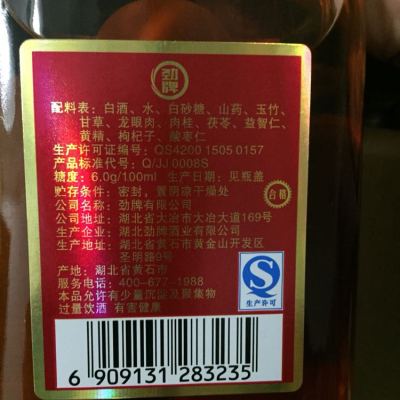 劲牌
配料表：白酒、水、白砂糖、山药、玉竹、
甘草、龙眼肉、肉桂、茯苓、益智仁、
黄精、枸杞子、酸枣仁
生产许可证编号：QS4200 1505 0157
产品标准代号：Q/JJ 0008S
糖度：6.0g/100ml 生产日期：见瓶盖
贮存条件：密封，置阴凉干燥处
合格
公司名称：劲牌有限公司
公司地址：湖北省大冶市大冶大道169号
生产企业：湖北劲牌酒业有限公司
生产地址：湖北省黄石市黄金山开发区
圣明路9号
产地：湖北省黄石市
服务电话：400-677-1988
本品允许有少量沉淀及聚集物
过量饮酒 有害健康
QS
生产许可
6 909131 283235